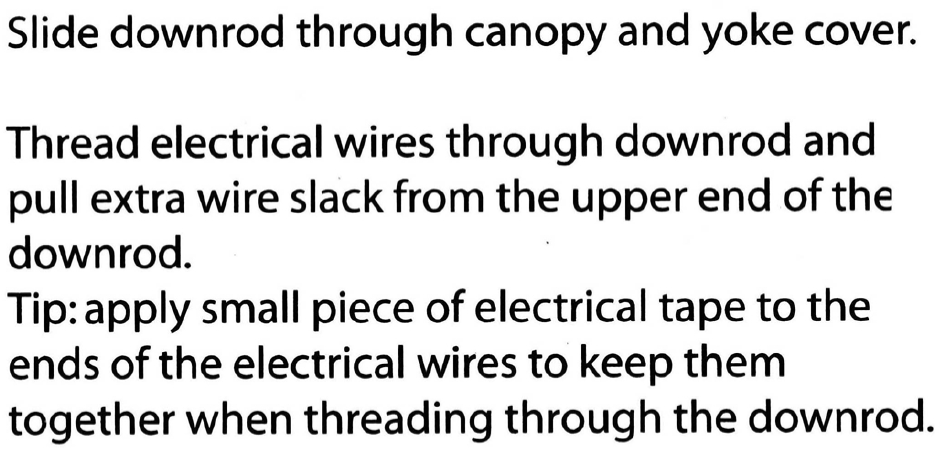 Slide downrod through canopy and yoke cover.
Thread electrical wires through downrod and
pull extra wire slack from the upper end of the
downrod.
Tip: apply small piece of electrical tape to the
ends of the electrical wires to keep them
together when threading through the downrod.